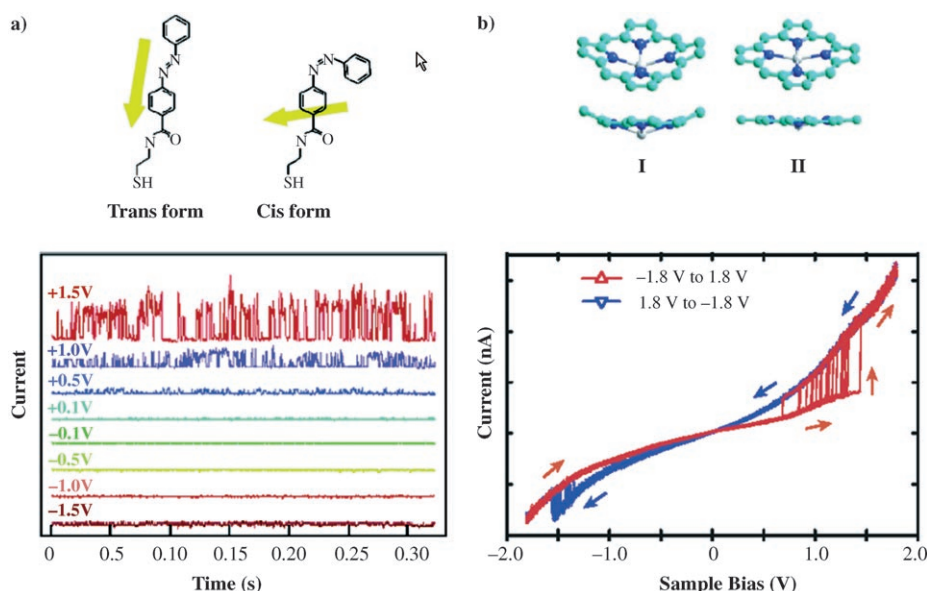 a)
N
N
N
O
SH
Trans form
N
N
N
O
SH
Cis form
b)
I
II
Current
+1.5V
+1.0V
+0.5V
+0.1V
−0.1V
−0.5V
−1.0V
−1.5V
0 0.5 0.10 0.15 0.20 0.25 0.30
Time (s)
Current (nA)
−1.8 V to 1.8 V
1.8 V to −1.8 V
−2.0 −1.0 0 1.0 2.0
Sample Bias (V)